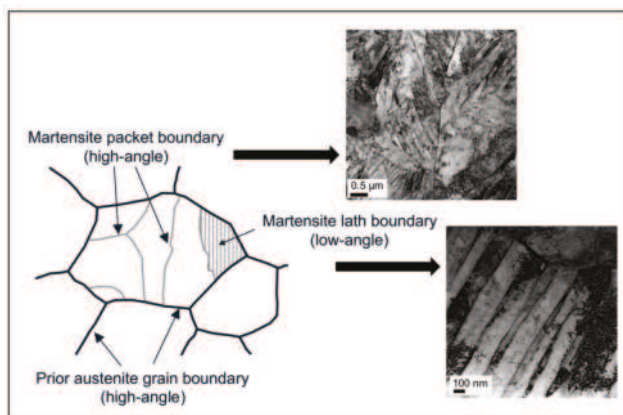 Martensite packet boundary
(high-angle)
0.5 µm
Martensite lath boundary
(low-angle)
100 nm
Prior austenite grain boundary
(high-angle)